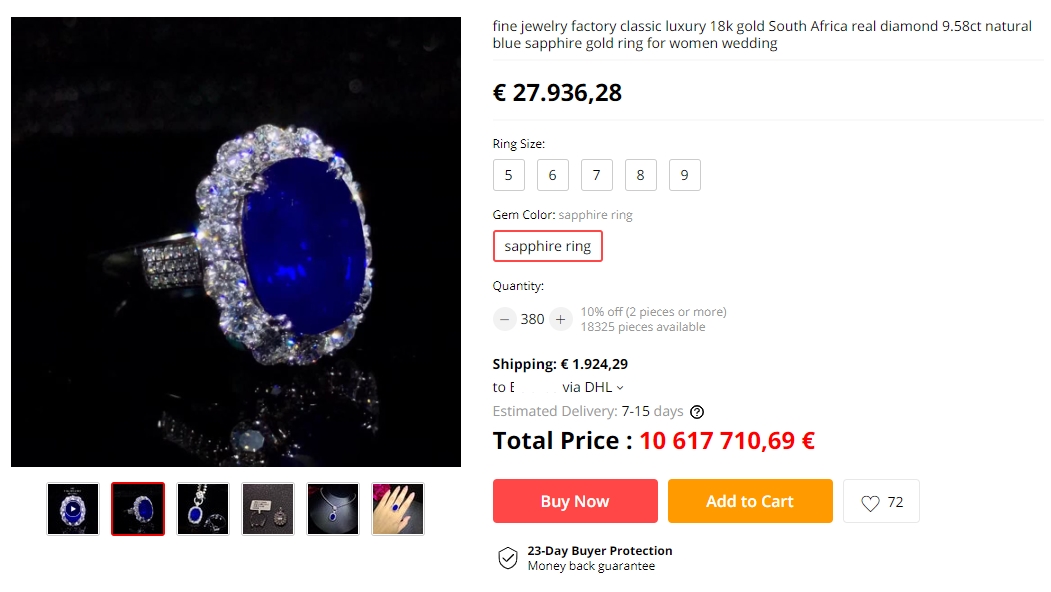 fine jewelry factory classic luxury 18k gold South Africa real diamond 9.58ct natural
blue sapphire gold ring for women wedding
€ 27.936,28
Ring Size:
5 6 7 8 9
Gem Color: sapphire ring
sapphire ring
Quantity:
− 380 + 10% off (2 pieces or more)
18325 pieces available
Shipping: € 1.924,29
to via DHL
Estimated Delivery: 7-15 days ?
Total Price : 10 617 710,69 €
Buy Now Add to Cart 72
23-Day Buyer Protection
Money back guarantee